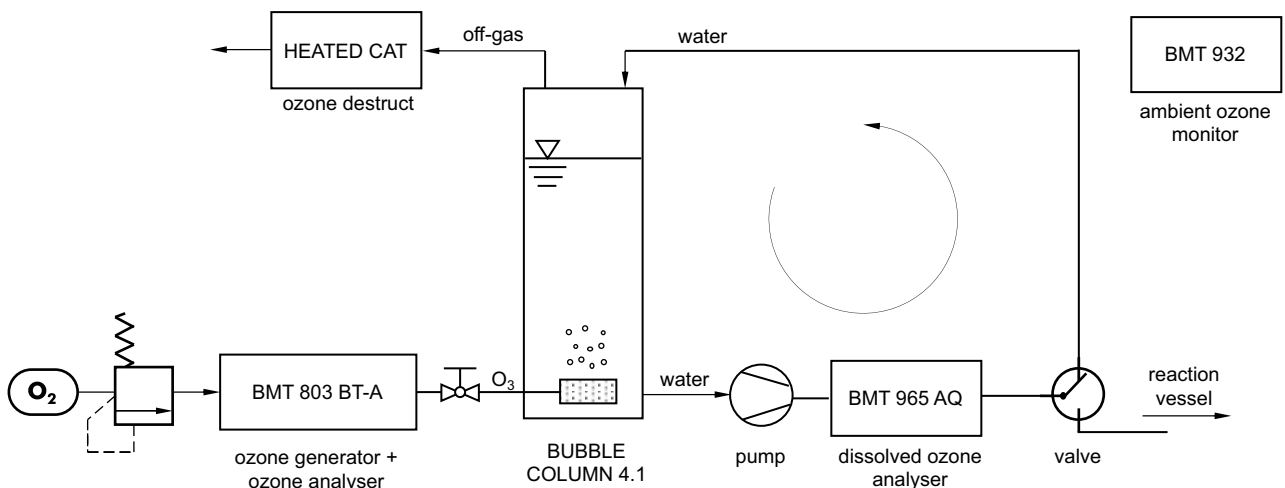 HEATED CAT
ozone destruct
off-gas
water
BMT 932
ambient ozone
monitor
O₂
BMT 803 BT-A
ozone generator +
ozone analyser
O₃
BUBBLE
COLUMN 4.1
water
pump
BMT 965 AQ
dissolved ozone
analyser
valve
reaction
vessel